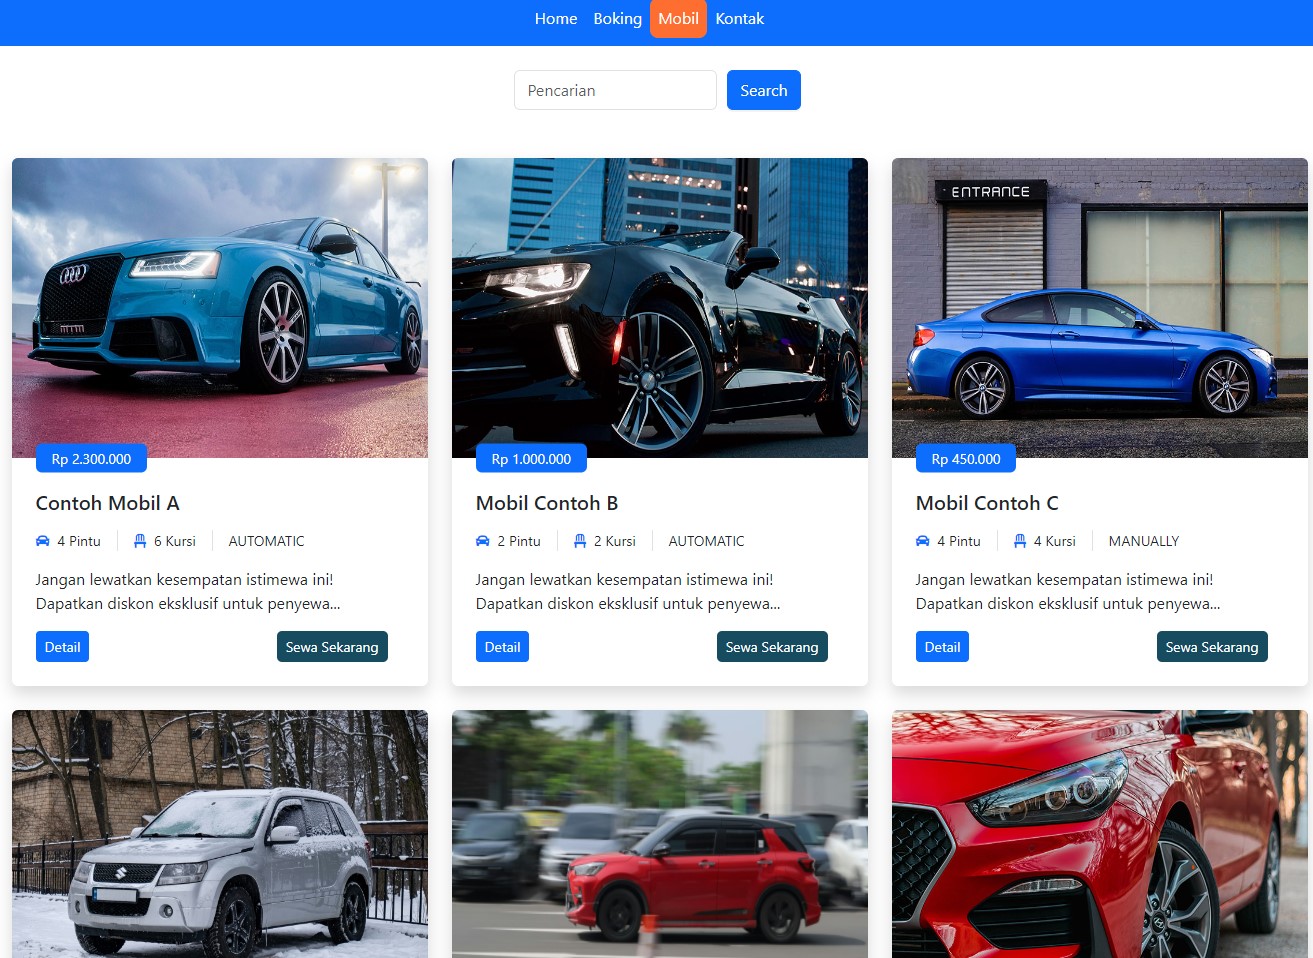 Home Boking Mobil Kontak
Pencarian Search
ENTRANCE
mtm
Rp 2.300.000
Contoh Mobil A
4 Pintu 6 Kursi AUTOMATIC
Jangan lewatkan kesempatan istimewa ini!
Dapatkan diskon eksklusif untuk penyewa...
Detail Sewa Sekarang
Rp 1.000.000
Mobil Contoh B
2 Pintu 2 Kursi AUTOMATIC
Jangan lewatkan kesempatan istimewa ini!
Dapatkan diskon eksklusif untuk penyewa...
Detail Sewa Sekarang
Rp 450.000
Mobil Contoh C
4 Pintu 4 Kursi MANUALLY
Jangan lewatkan kesempatan istimewa ini!
Dapatkan diskon eksklusif untuk penyewa...
Detail Sewa Sekarang